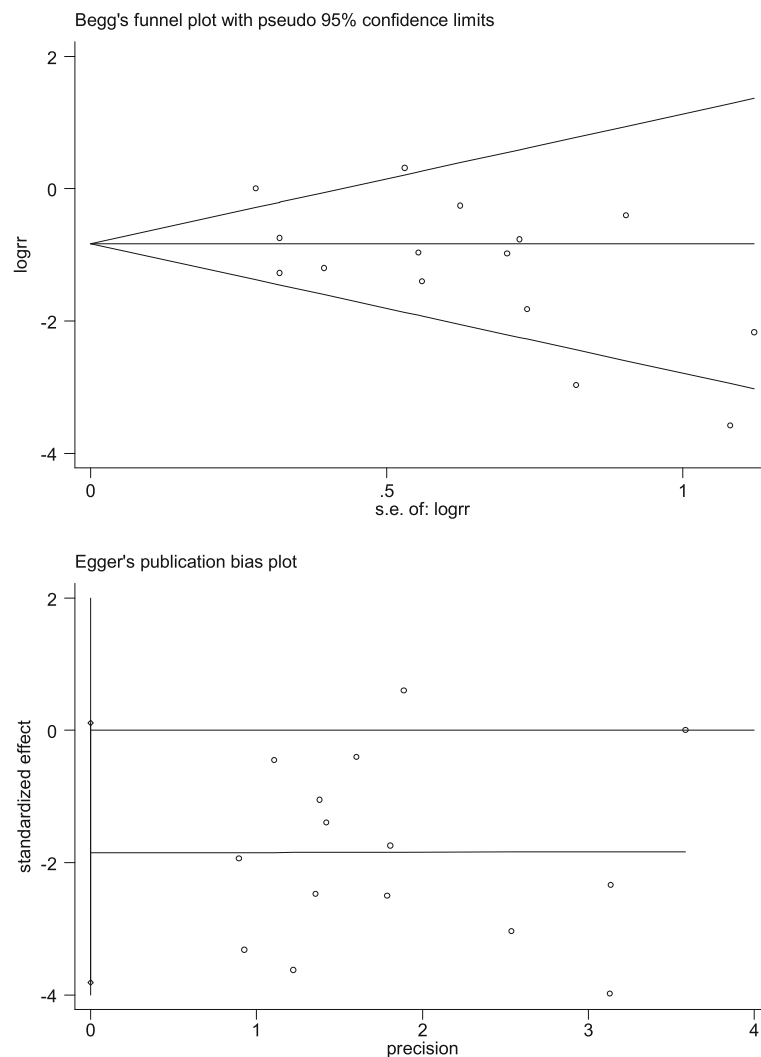 Begg's funnel plot with pseudo 95% confidence limits
2
0
-2
-4
logrr
0 .5 1
s.e. of: logrr
Egger's publication bias plot
2
0
-2
-4
standardized effect
0 1 2 3 4
precision